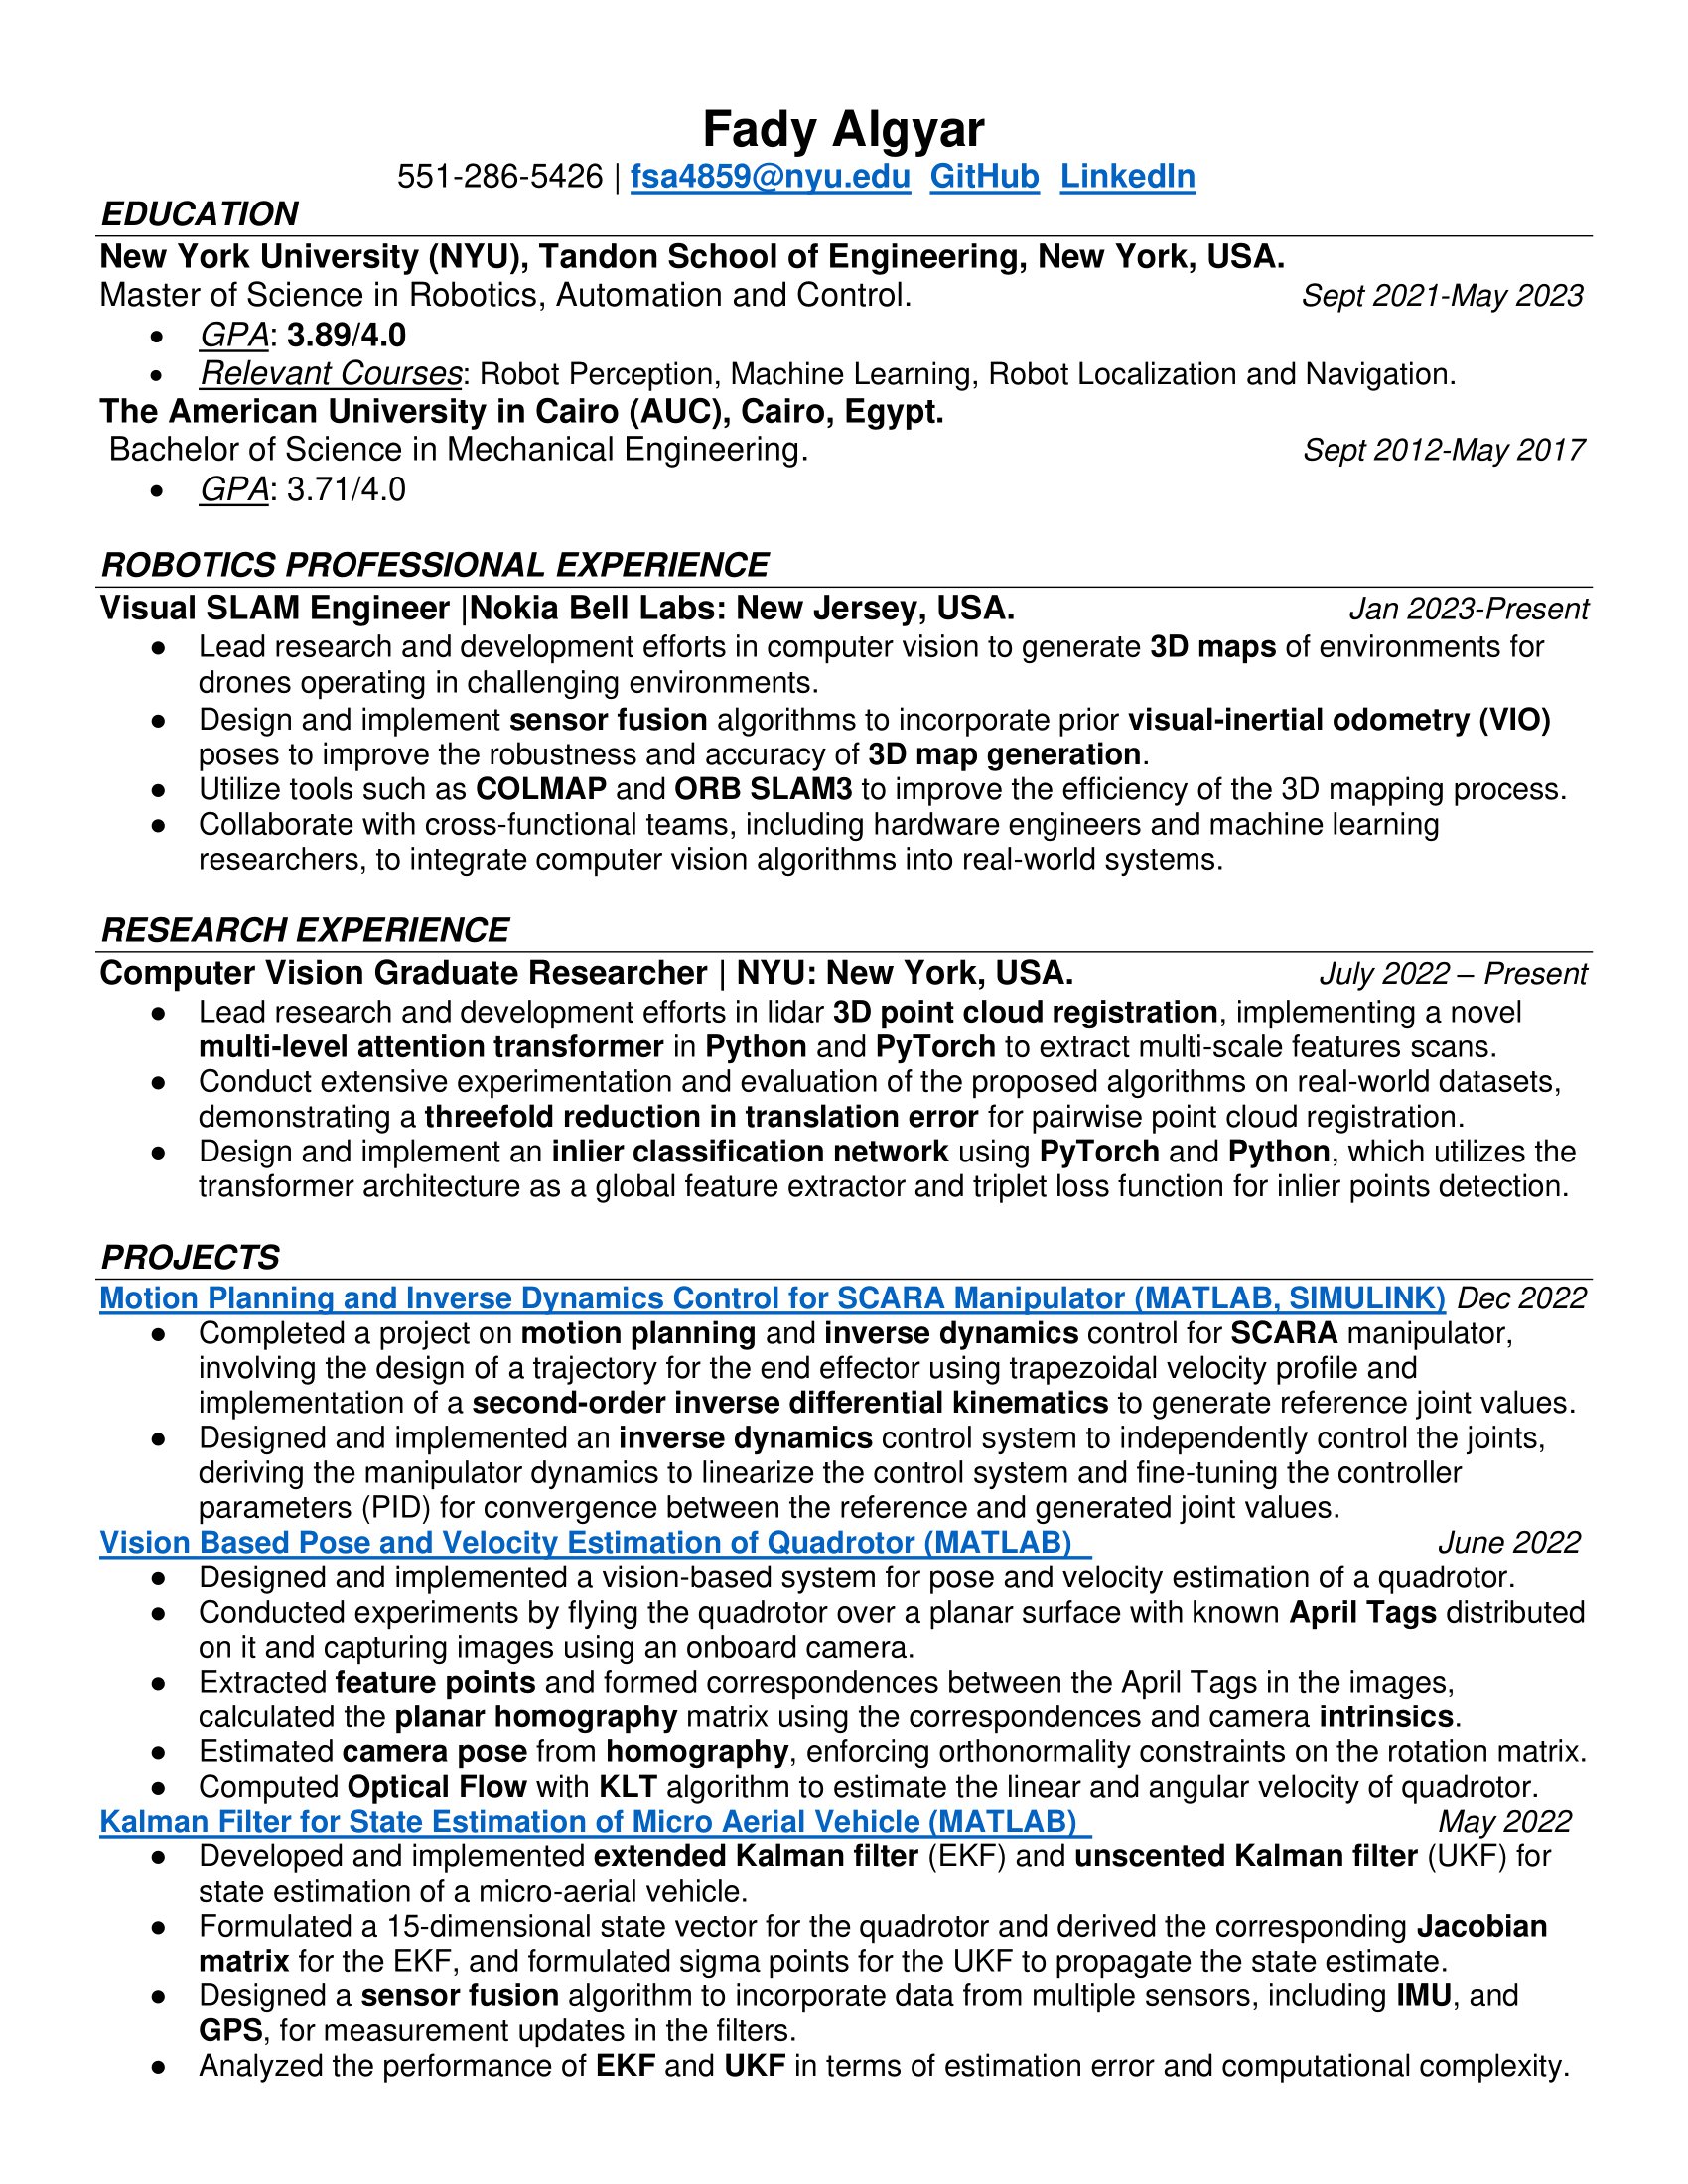 Fady Algyar
551-286-5426 | fsa4859@nyu.edu GitHub LinkedIn
EDUCATION
New York University (NYU), Tandon School of Engineering, New York, USA.
Master of Science in Robotics, Automation and Control. Sept 2021-May 2023
• GPA: 3.89/4.0
• Relevant Courses: Robot Perception, Machine Learning, Robot Localization and Navigation.
The American University in Cairo (AUC), Cairo, Egypt.
Bachelor of Science in Mechanical Engineering. Sept 2012-May 2017
• GPA: 3.71/4.0
ROBOTICS PROFESSIONAL EXPERIENCE
Visual SLAM Engineer |Nokia Bell Labs: New Jersey, USA. Jan 2023-Present
• Lead research and development efforts in computer vision to generate 3D maps of environments for
drones operating in challenging environments.
• Design and implement sensor fusion algorithms to incorporate prior visual-inertial odometry (VIO)
poses to improve the robustness and accuracy of 3D map generation.
• Utilize tools such as COLMAP and ORB SLAM3 to improve the efficiency of the 3D mapping process.
• Collaborate with cross-functional teams, including hardware engineers and machine learning
researchers, to integrate computer vision algorithms into real-world systems.
RESEARCH EXPERIENCE
Computer Vision Graduate Researcher | NYU: New York, USA. July 2022 – Present
• Lead research and development efforts in lidar 3D point cloud registration, implementing a novel
multi-level attention transformer in Python and PyTorch to extract multi-scale features scans.
• Conduct extensive experimentation and evaluation of the proposed algorithms on real-world datasets,
demonstrating a threefold reduction in translation error for pairwise point cloud registration.
• Design and implement an inlier classification network using PyTorch and Python, which utilizes the
transformer architecture as a global feature extractor and triplet loss function for inlier points detection.
PROJECTS
Motion Planning and Inverse Dynamics Control for SCARA Manipulator (MATLAB, SIMULINK) Dec 2022
• Completed a project on motion planning and inverse dynamics control for SCARA manipulator,
involving the design of a trajectory for the end effector using trapezoidal velocity profile and
implementation of a second-order inverse differential kinematics to generate reference joint values.
• Designed and implemented an inverse dynamics control system to independently control the joints,
deriving the manipulator dynamics to linearize the control system and fine-tuning the controller
parameters (PID) for convergence between the reference and generated joint values.
Vision Based Pose and Velocity Estimation of Quadrotor (MATLAB) June 2022
• Designed and implemented a vision-based system for pose and velocity estimation of a quadrotor.
• Conducted experiments by flying the quadrotor over a planar surface with known April Tags distributed
on it and capturing images using an onboard camera.
• Extracted feature points and formed correspondences between the April Tags in the images,
calculated the planar homography matrix using the correspondences and camera intrinsics.
• Estimated camera pose from homography, enforcing orthonormality constraints on the rotation matrix.
• Computed Optical Flow with KLT algorithm to estimate the linear and angular velocity of quadrotor.
Kalman Filter for State Estimation of Micro Aerial Vehicle (MATLAB) May 2022
• Developed and implemented extended Kalman filter (EKF) and unscented Kalman filter (UKF) for
state estimation of a micro-aerial vehicle.
• Formulated a 15-dimensional state vector for the quadrotor and derived the corresponding Jacobian
matrix for the EKF, and formulated sigma points for the UKF to propagate the state estimate.
• Designed a sensor fusion algorithm to incorporate data from multiple sensors, including IMU, and
GPS, for measurement updates in the filters.
• Analyzed the performance of EKF and UKF in terms of estimation error and computational complexity.